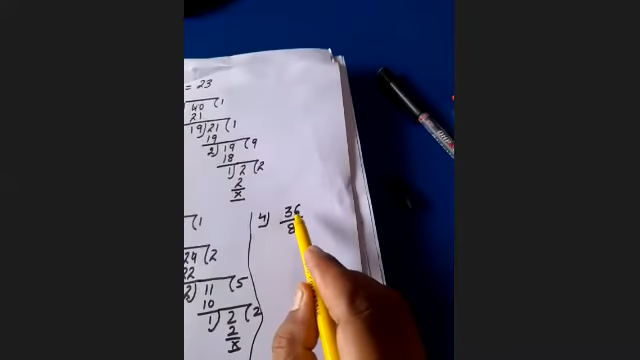 = 23
40 ( 1
21
19 ) 21 ( 1
19
2 ) 19 ( 9
18
1 ) 2 ( 2
2
x
( 1
4) 36
8
24 ( 2
22
2 ) 11 ( 5
10
1 ) 2 ( 2
2
x